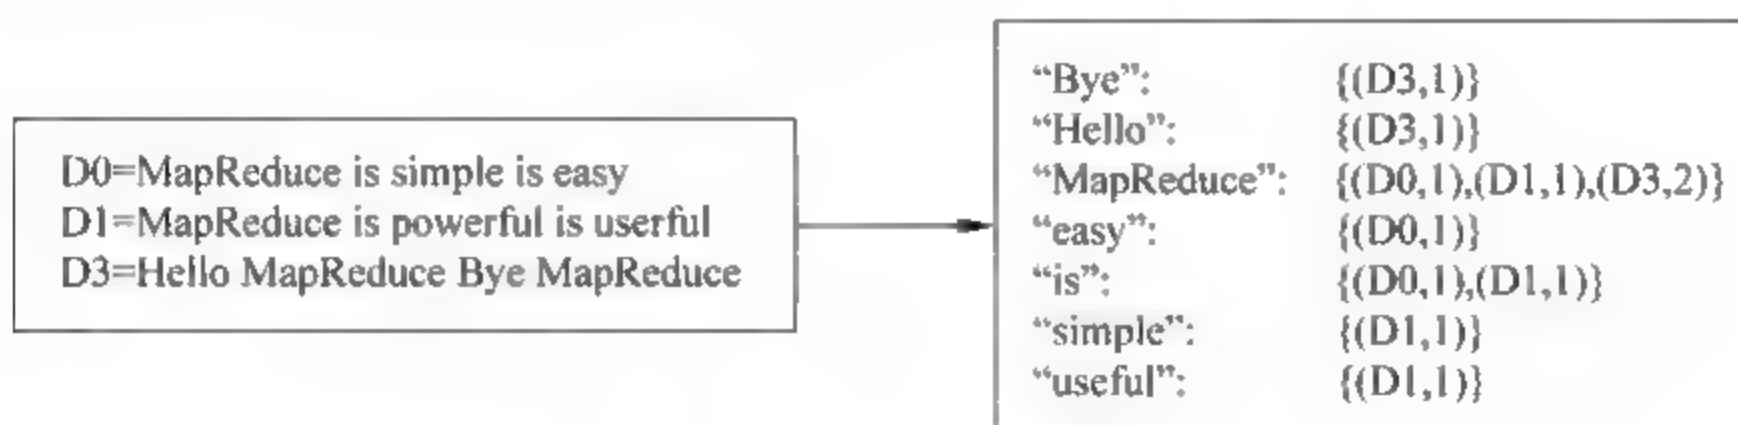 D0=MapReduce is simple is easy
D1=MapReduce is powerful is userful
D3=Hello MapReduce Bye MapReduce
“Bye”: {(D3,1)}
“Hello”: {(D3,1)}
“MapReduce”: {(D0,1),(D1,1),(D3,2)}
“easy”: {(D0,1)}
“is”: {(D0,1),(D1,1)}
“simple”: {(D1,1)}
“useful”: {(D1,1)}